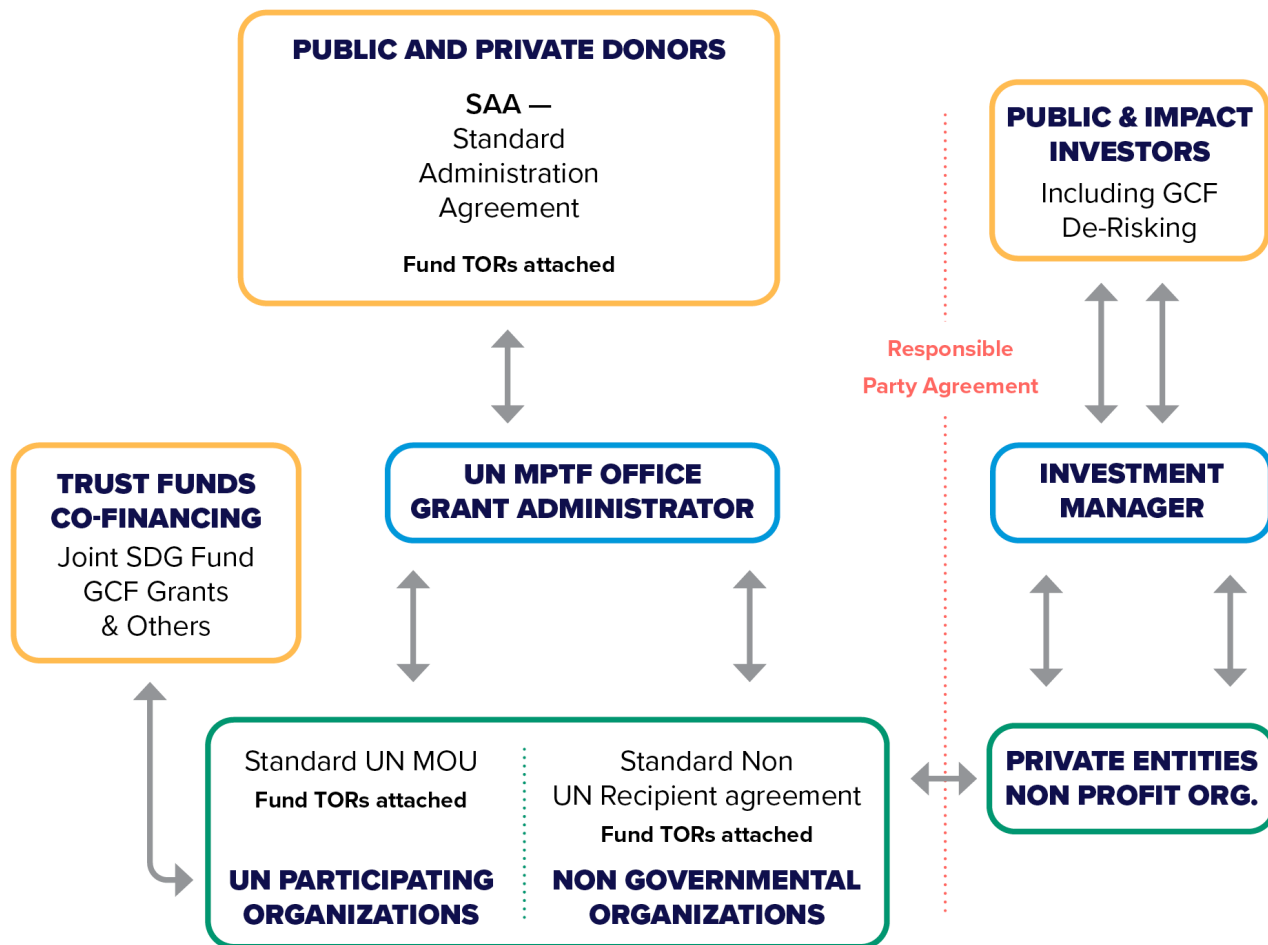 PUBLIC AND PRIVATE DONORS
SAA —
Standard
Administration
Agreement
Fund TORs attached
PUBLIC & IMPACT
INVESTORS
Including GCF
De-Risking
Responsible
Party Agreement
TRUST FUNDS
CO-FINANCING
Joint SDG Fund
GCF Grants
& Others
UN MPTF OFFICE
GRANT ADMINISTRATOR
INVESTMENT
MANAGER
Standard UN MOU
Fund TORs attached
UN PARTICIPATING
ORGANIZATIONS
Standard Non
UN Recipient agreement
Fund TORs attached
NON GOVERNMENTAL
ORGANIZATIONS
PRIVATE ENTITIES
NON PROFIT ORG.